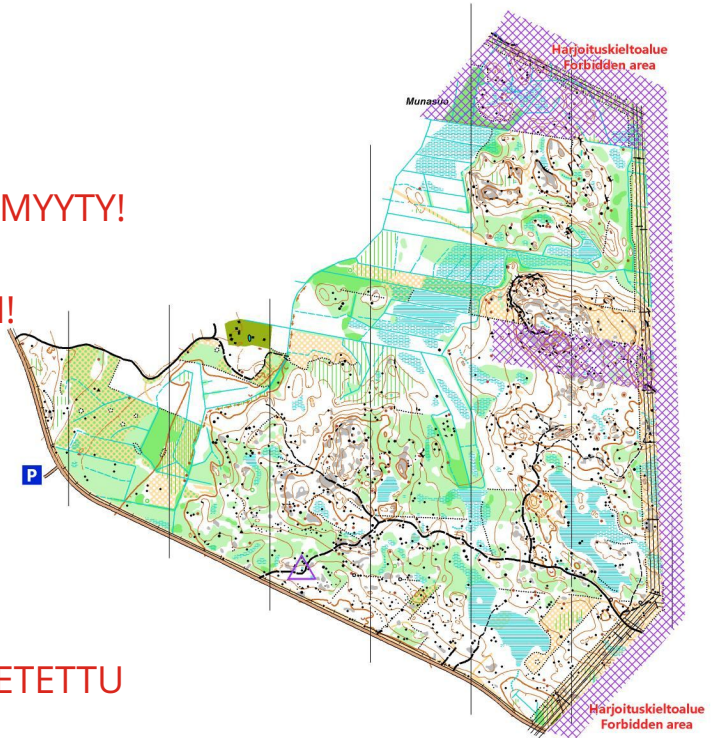 Harjoituskieltoalue
Forbidden area
Munasuo
MYYTY!
!
P
ETETTU
Harjoituskieltoalue
Forbidden area